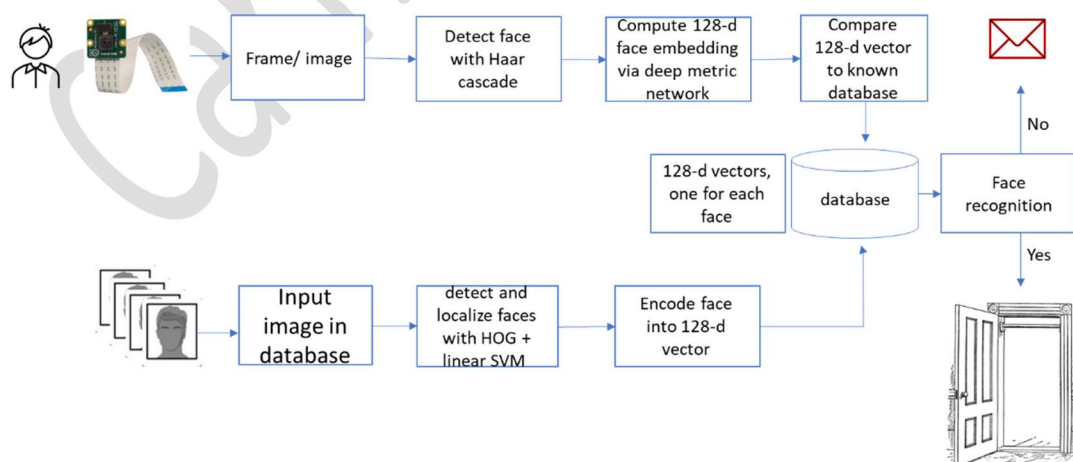 Frame/ image
Detect face
with Haar
cascade
Compute 128-d
face embedding
via deep metric
network
Compare
128-d vector
to known
database
No
128-d vectors,
one for each
face
database
Face
recognition
Yes
Input
image in
database
detect and
localize faces
with HOG +
linear SVM
Encode face
into 128-d
vector